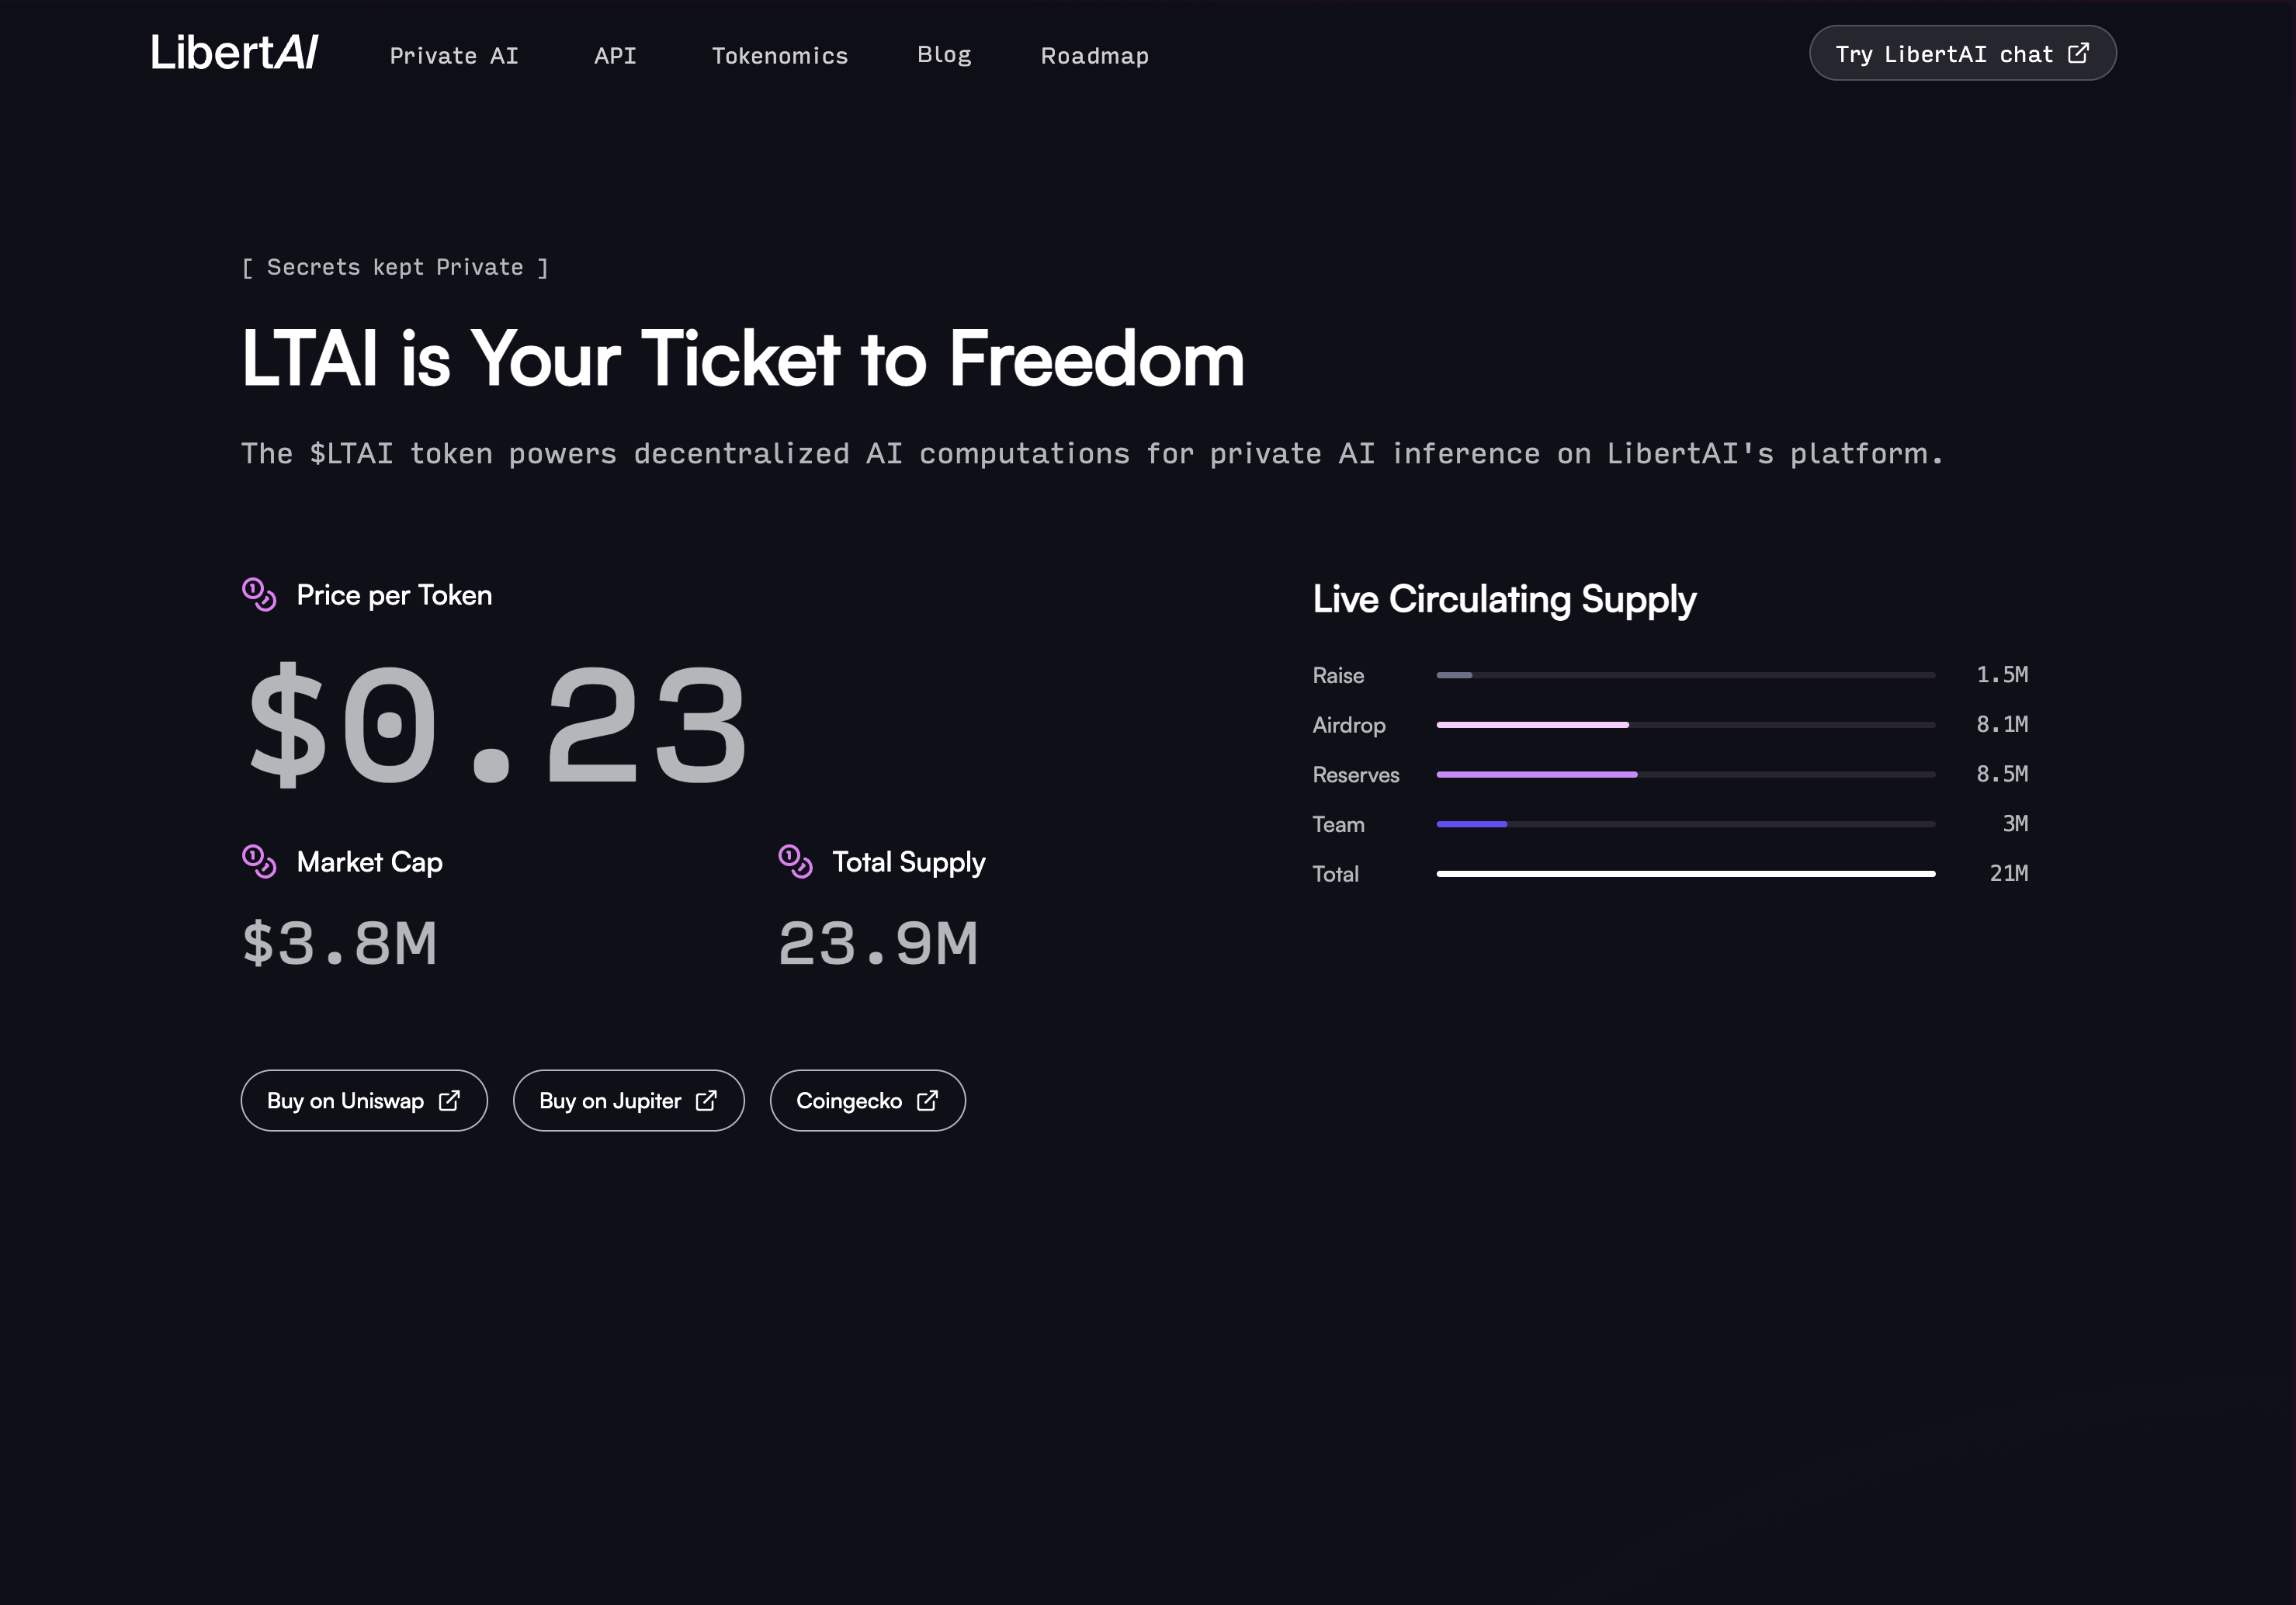 LibertAI
Private AI
API
Tokenomics
Blog
Roadmap
Try LibertAI chat
[ Secrets kept Private ]
LTAI is Your Ticket to Freedom
The $LTAI token powers decentralized AI computations for private AI inference on LibertAI's platform.
Price per Token
$0.23
Market Cap
$3.8M
Total Supply
23.9M
Buy on Uniswap
Buy on Jupiter
Coingecko
Live Circulating Supply
Raise 1.5M
Airdrop 8.1M
Reserves 8.5M
Team 3M
Total 21M